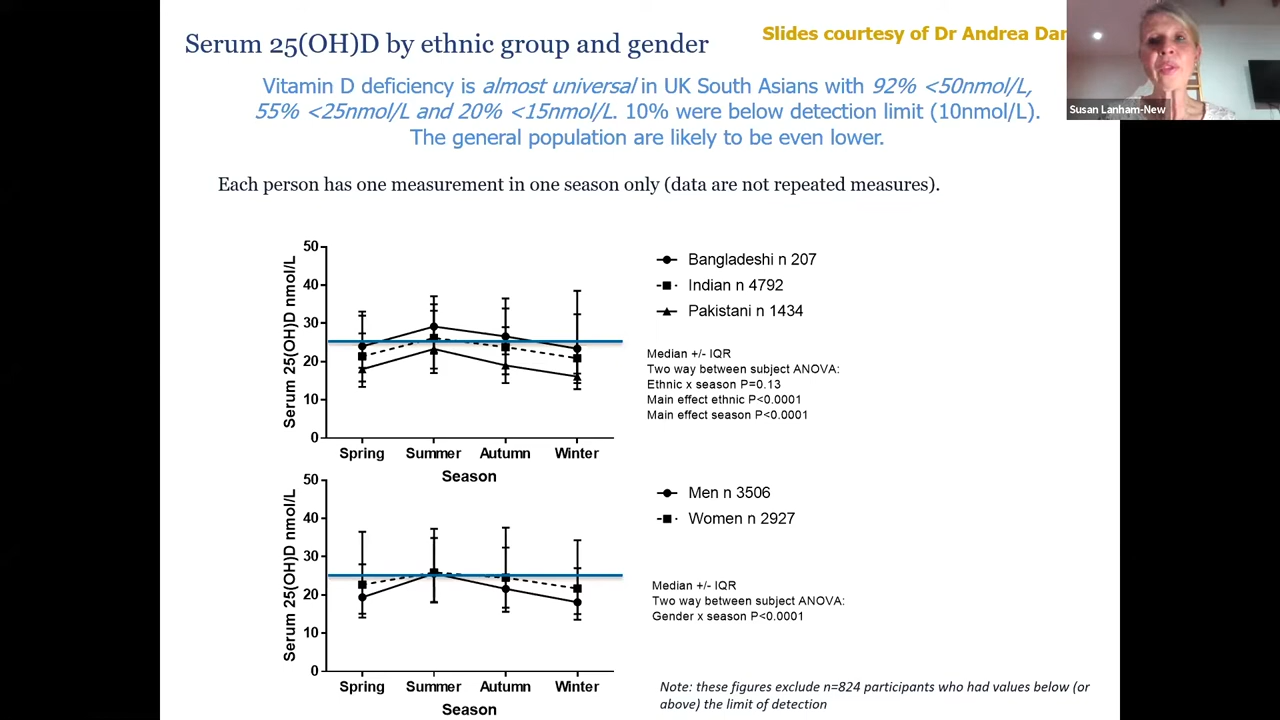 Serum 25(OH)D by ethnic group and gender
Slides courtesy of Dr Andrea
Susan Lanham-New
Vitamin D deficiency is almost universal in UK South Asians with 92% <50nmol/L,
55% <25nmol/L and 20% <15nmol/L. 10% were below detection limit (10nmol/L).
The general population are likely to be even lower.
Each person has one measurement in one season only (data are not repeated measures).
Serum 25(OH)D nmol/L
50
40
30
20
10
0
Spring Summer Autumn Winter
Season
Bangladeshi n 207
Indian n 4792
Pakistani n 1434
Median +/- IQR
Two way between subject ANOVA:
Ethnic x season P=0.13
Main effect ethnic P<0.0001
Main effect season P<0.0001
Serum 25(OH)D nmol/L
50
40
30
20
10
0
Spring Summer Autumn Winter
Season
Men n 3506
Women n 2927
Median +/- IQR
Two way between subject ANOVA:
Gender x season P<0.0001
Note: these figures exclude n=824 participants who had values below (or
above) the limit of detection